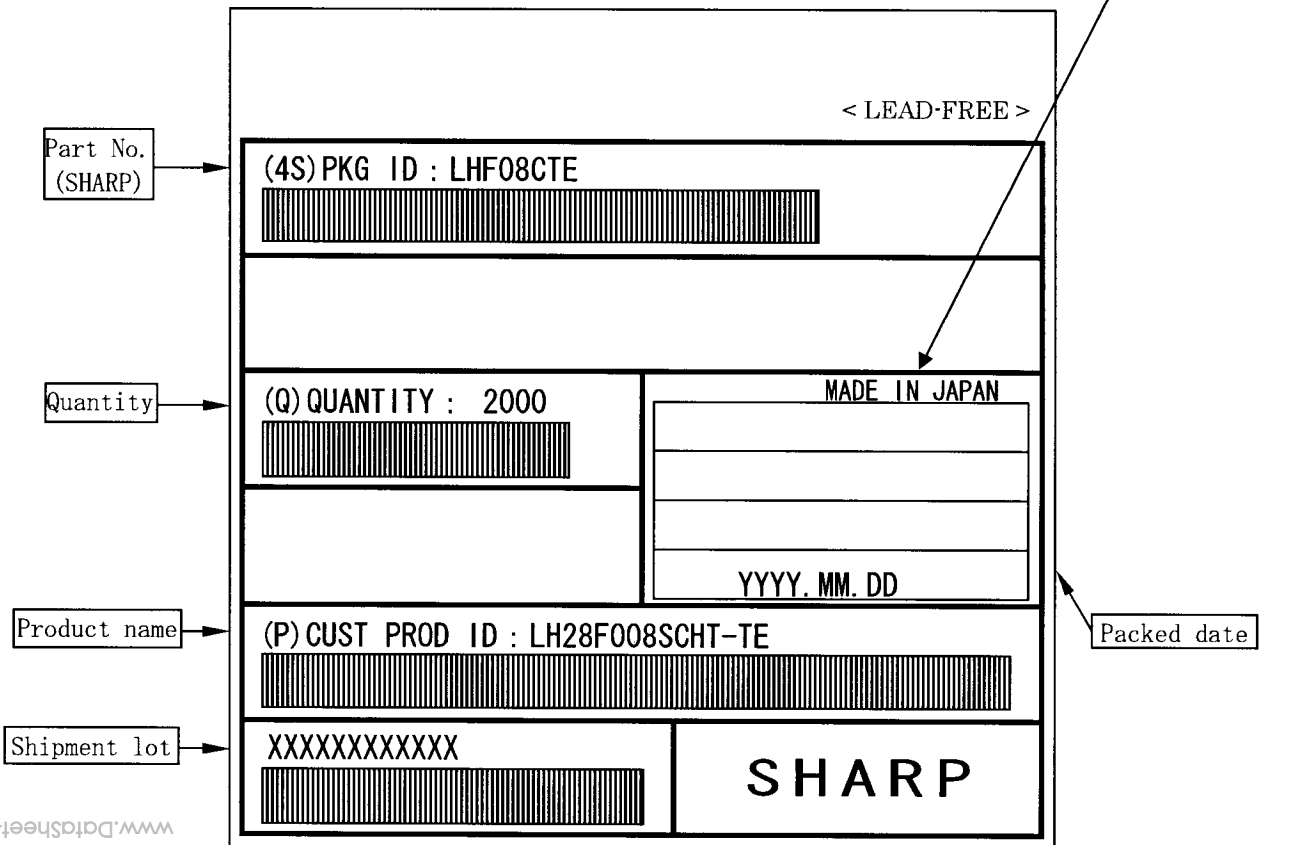 < LEAD-FREE >
Part No.
(SHARP)
(4S) PKG ID : LHF08CTE
Quantity
(Q) QUANTITY : 2000
MADE IN JAPAN
YYYY. MM. DD
Product name
(P) CUST PROD ID : LH28F008SCHT-TE
Packed date
Shipment lot
XXXXXXXXXXXX
SHARP
www.DataSheet